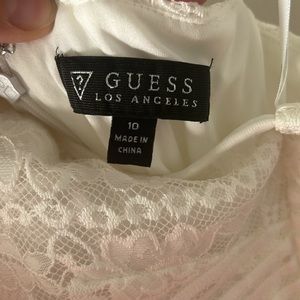 ?
GUESS
LOS ANGELES
10
MADE IN
CHINA